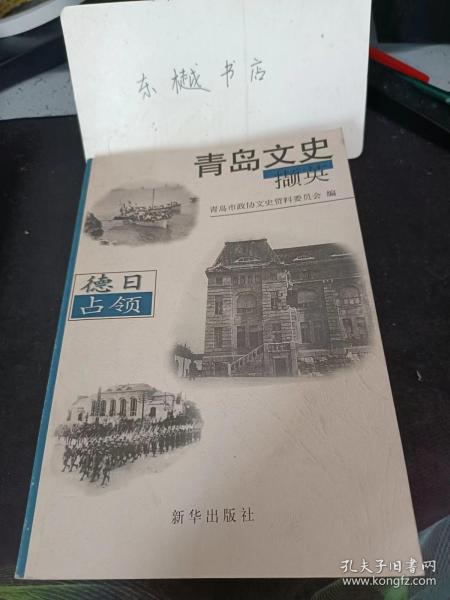 东樾书店
青岛文史
撷英
青岛市政协文史资料委员会 编
德日
占领
新华出版社
孔夫子旧书网
www.kongfz.com